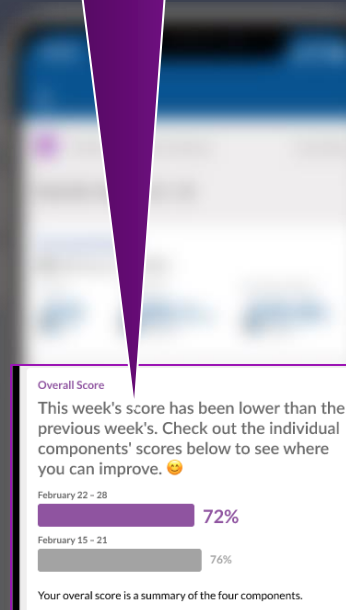 Overall Score
This week's score has been lower than the
previous week's. Check out the individual
components' scores below to see where
you can improve. 😊
February 22 – 28
72%
February 15 – 21
76%
Your overal score is a summary of the four components.